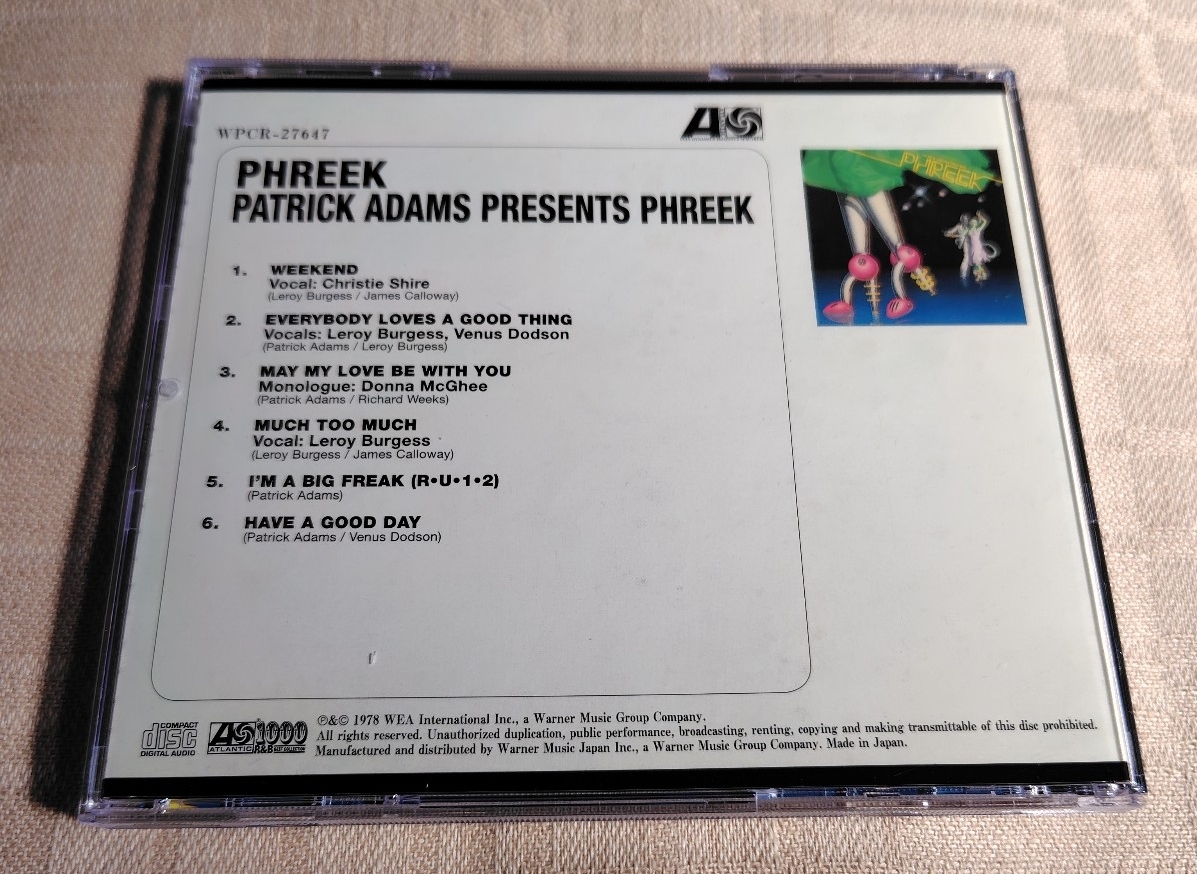 WPCR-27647
PHREEK
PHREEK
PATRICK ADAMS PRESENTS PHREEK
1. WEEKEND
Vocal: Christie Shire
(Leroy Burgess / James Calloway)
2. EVERYBODY LOVES A GOOD THING
Vocals: Leroy Burgess, Venus Dodson
(Patrick Adams / Leroy Burgess)
3. MAY MY LOVE BE WITH YOU
Monologue: Donna McGhee
(Patrick Adams / Richard Weeks)
4. MUCH TOO MUCH
Vocal: Leroy Burgess
(Leroy Burgess / James Calloway)
5. I'M A BIG FREAK (R•U•1•2)
(Patrick Adams)
6. HAVE A GOOD DAY
(Patrick Adams / Venus Dodson)
COMPACT
disc
DIGITAL AUDIO
ATLANTIC
1000
R&B BEST COLLECTION
℗&© 1978 WEA International Inc., a Warner Music Group Company.
All rights reserved. Unauthorized duplication, public performance, broadcasting, renting, copying and making transmittable of this disc prohibited.
Manufactured and distributed by Warner Music Japan Inc., a Warner Music Group Company. Made in Japan.